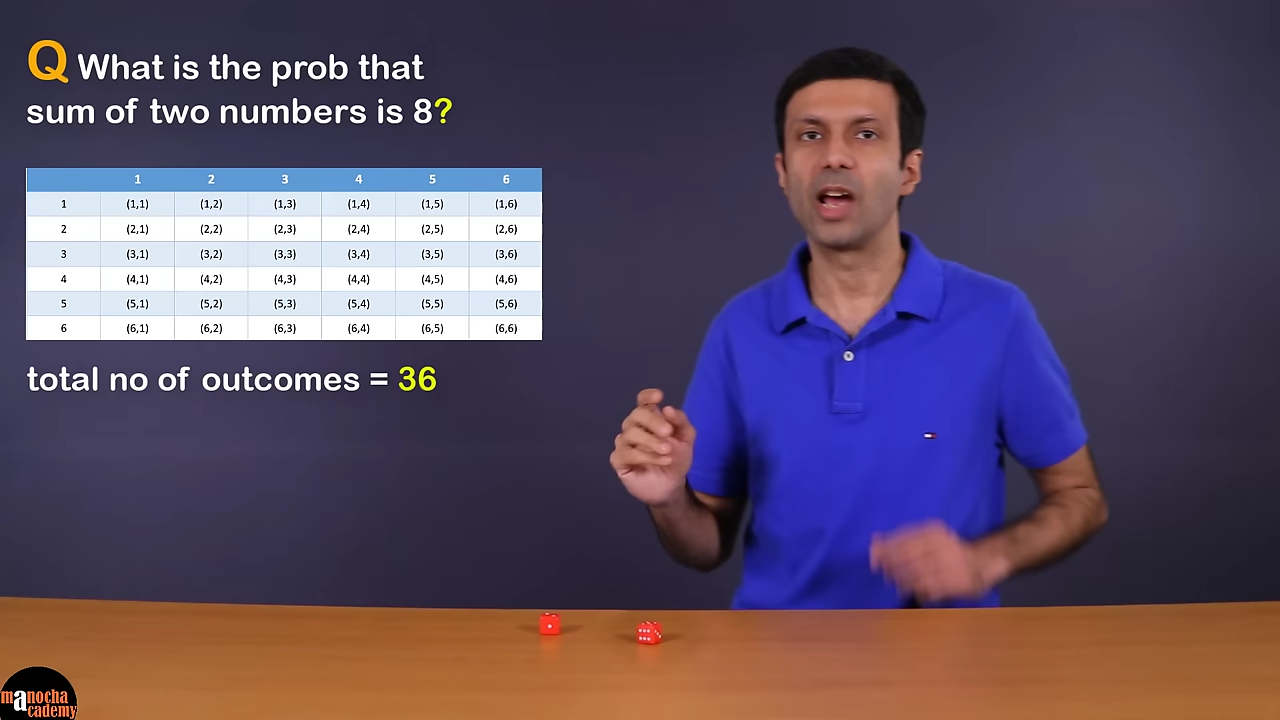 Q What is the prob that
sum of two numbers is 8?
1 2 3 4 5 6
1 (1,1) (1,2) (1,3) (1,4) (1,5) (1,6)
2 (2,1) (2,2) (2,3) (2,4) (2,5) (2,6)
3 (3,1) (3,2) (3,3) (3,4) (3,5) (3,6)
4 (4,1) (4,2) (4,3) (4,4) (4,5) (4,6)
5 (5,1) (5,2) (5,3) (5,4) (5,5) (5,6)
6 (6,1) (6,2) (6,3) (6,4) (6,5) (6,6)
total no of outcomes = 36
manocha
cademy